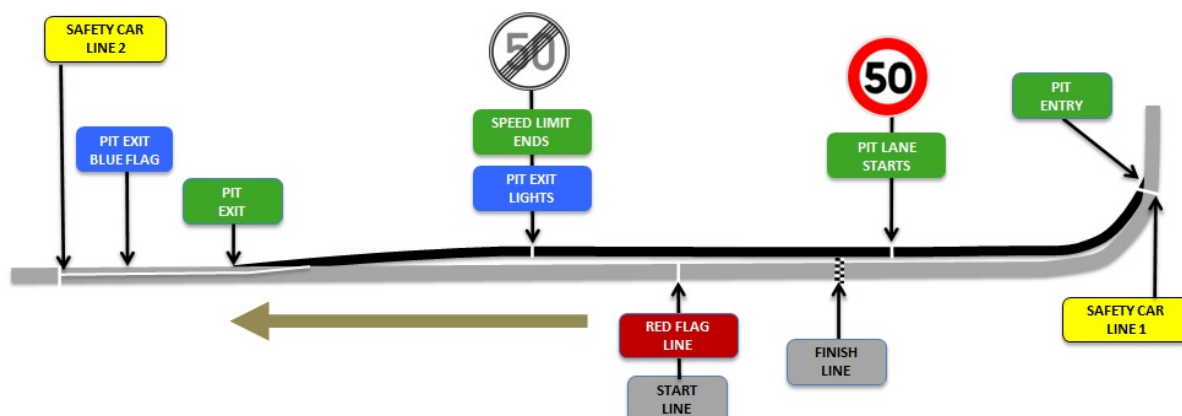 SAFETY CAR
LINE 2
PIT EXIT
BLUE FLAG
PIT
EXIT
50
SPEED LIMIT
ENDS
PIT EXIT
LIGHTS
50
PIT LANE
STARTS
PIT
ENTRY
SAFETY CAR
LINE 1
RED FLAG
LINE
START
LINE
FINISH
LINE